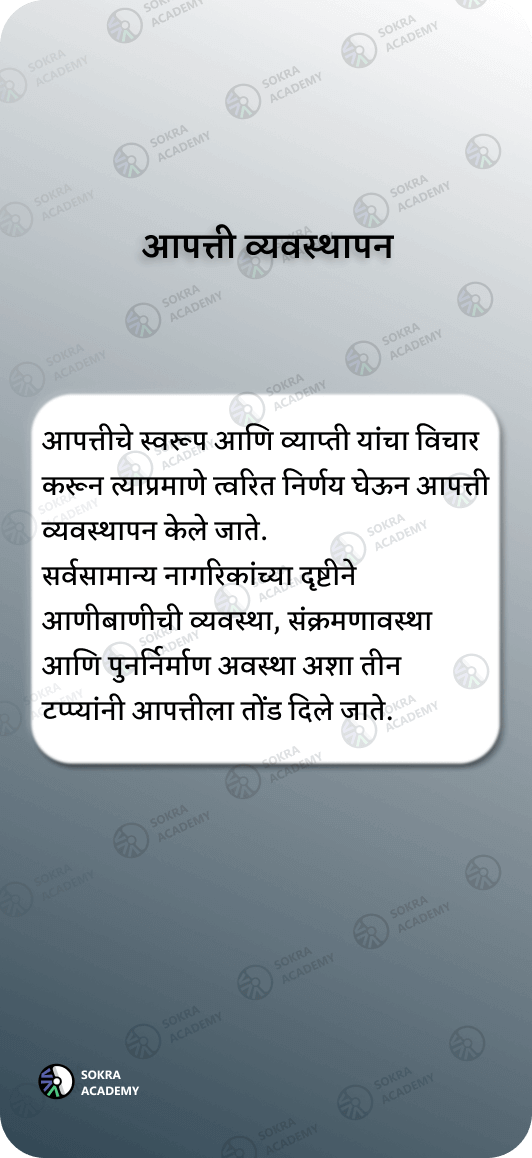 आपत्ती व्यवस्थापन
आपत्तीचे स्वरूप आणि व्याप्ती यांचा विचार
करून त्याप्रमाणे त्वरित निर्णय घेऊन आपत्ती
व्यवस्थापन केले जाते.
सर्वसामान्य नागरिकांच्या दृष्टीने
आणीबाणीची व्यवस्था, संक्रमणावस्था
आणि पुनर्निर्माण अवस्था अशा तीन
टप्प्यांनी आपत्तीला तोंड दिले जाते.
SOKRA
ACADEMY